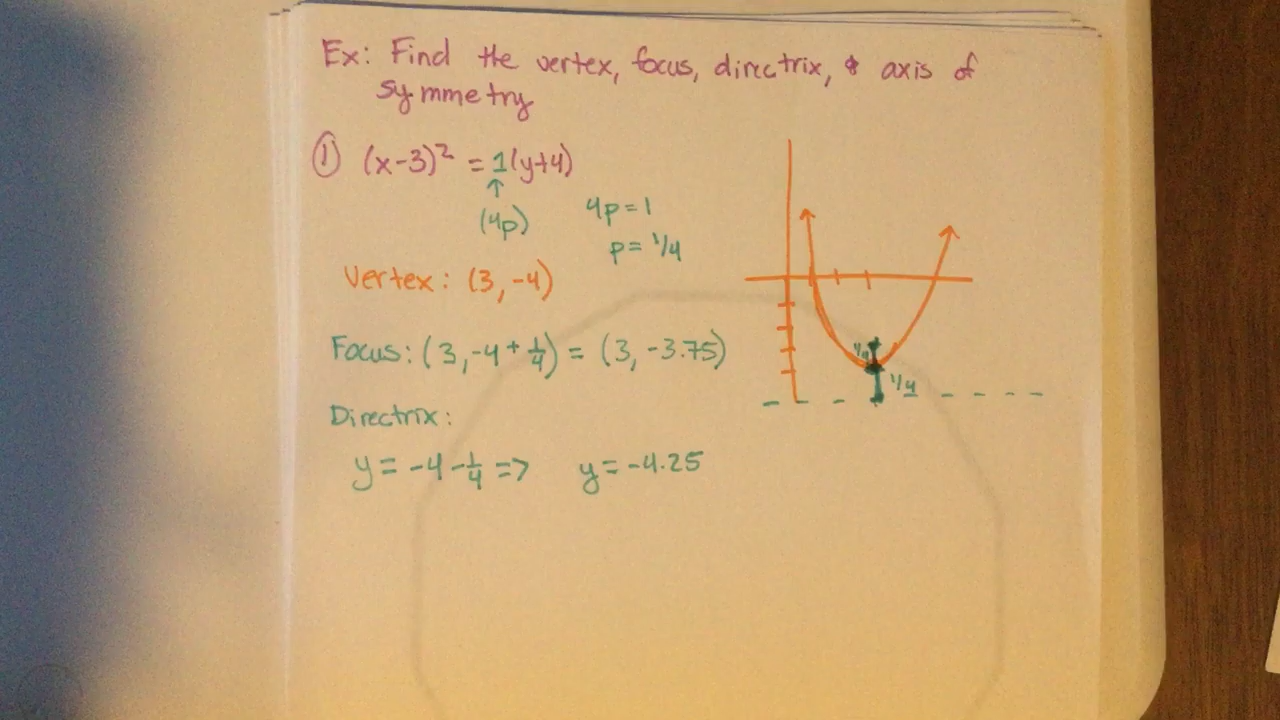 Ex: Find the vertex, focus, directrix, & axis of
symmetry
① (x-3)² = 1(y+4)
↑
(4p)
4p=1
p= 1/4
Vertex: (3, -4)
Focus: (3, -4 + 1/4) = (3, -3.75)
Directrix:
y = -4 - 1/4 => y = -4.25
1/4
1/4